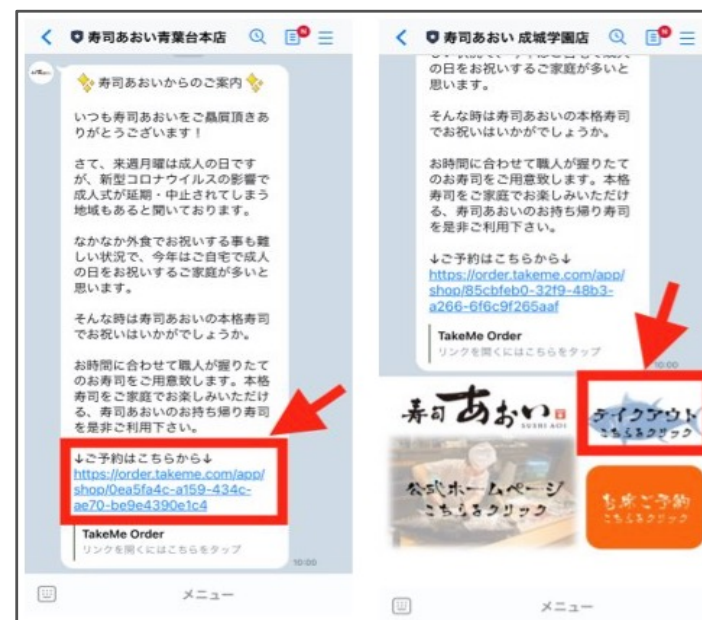 寿司あおい青葉台本店
N
寿司あおいからのご案内
いつも寿司あおいをご贔屓頂きあ
りがとうございます！
さて、来週月曜は成人の日です
が、新型コロナウイルスの影響で
成人式が延期・中止されてしまう
地域もあると聞いております。
なかなか外食でお祝いする事も難
しい状況で、今年はご自宅で成人
の日をお祝いするご家庭が多いと
思います。
そんな時は寿司あおいの本格寿司
でお祝いはいかがでしょうか。
お時間に合わせて職人が握りたて
のお寿司をご用意致します。本格
寿司をご家庭でお楽しみいただけ
る、寿司あおいのお持ち帰り寿司
を是非ご利用下さい。
↓ご予約はこちらから↓
https://order.takeme.com/app/
shop/0ea5fa4c-a159-434c-
ae70-be9e4390e1c4
TakeMe Order
リンクを開くにはこちらをタップ
10:00
メニュー
寿司あおい 成城学園店
N
の日をお祝いするご家庭が多いと
思います。
そんな時は寿司あおいの本格寿司
でお祝いはいかがでしょうか。
お時間に合わせて職人が握りたて
のお寿司をご用意致します。本格
寿司をご家庭でお楽しみいただけ
る、寿司あおいのお持ち帰り寿司
を是非ご利用下さい。
↓ご予約はこちらから↓
https://order.takeme.com/app/
shop/85cbfeb0-32f9-48b3-
a266-6f6c9f265aaf
TakeMe Order
リンクを開くにはこちらをタップ
10:00
寿司あおい
SUSHI AOI
テイクアウト
こちらをクリック
公式ホームページ
こちらをクリック
お席ご予約
こちらをクリック
メニュー